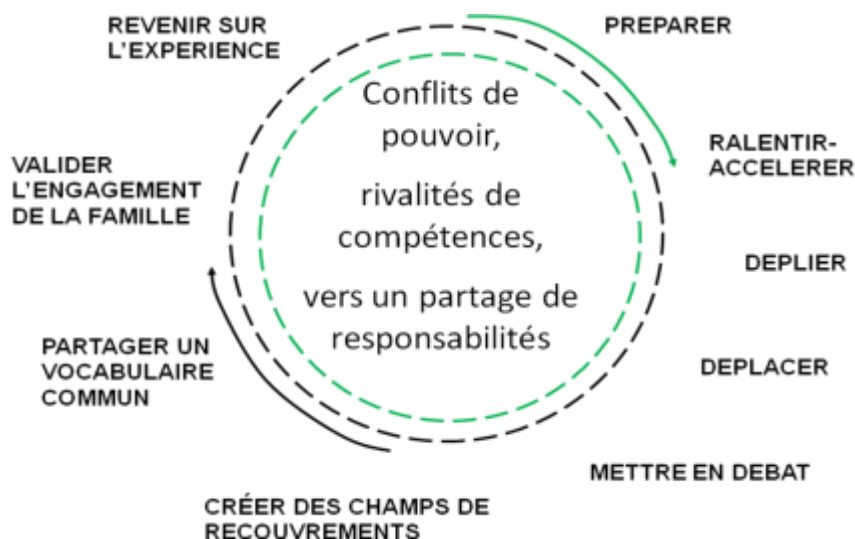 REVENIR SUR
L'EXPERIENCE
PREPARER
Conflits de
pouvoir,
rivalités de
compétences,
vers un partage de
responsabilités
RALENTIR-
ACCELERER
DEPLIER
DEPLACER
METTRE EN DEBAT
CRÉER DES CHAMPS DE
RECOUVREMENTS
PARTAGER UN
VOCABULAIRE
COMMUN
VALIDER
L'ENGAGEMENT
DE LA FAMILLE